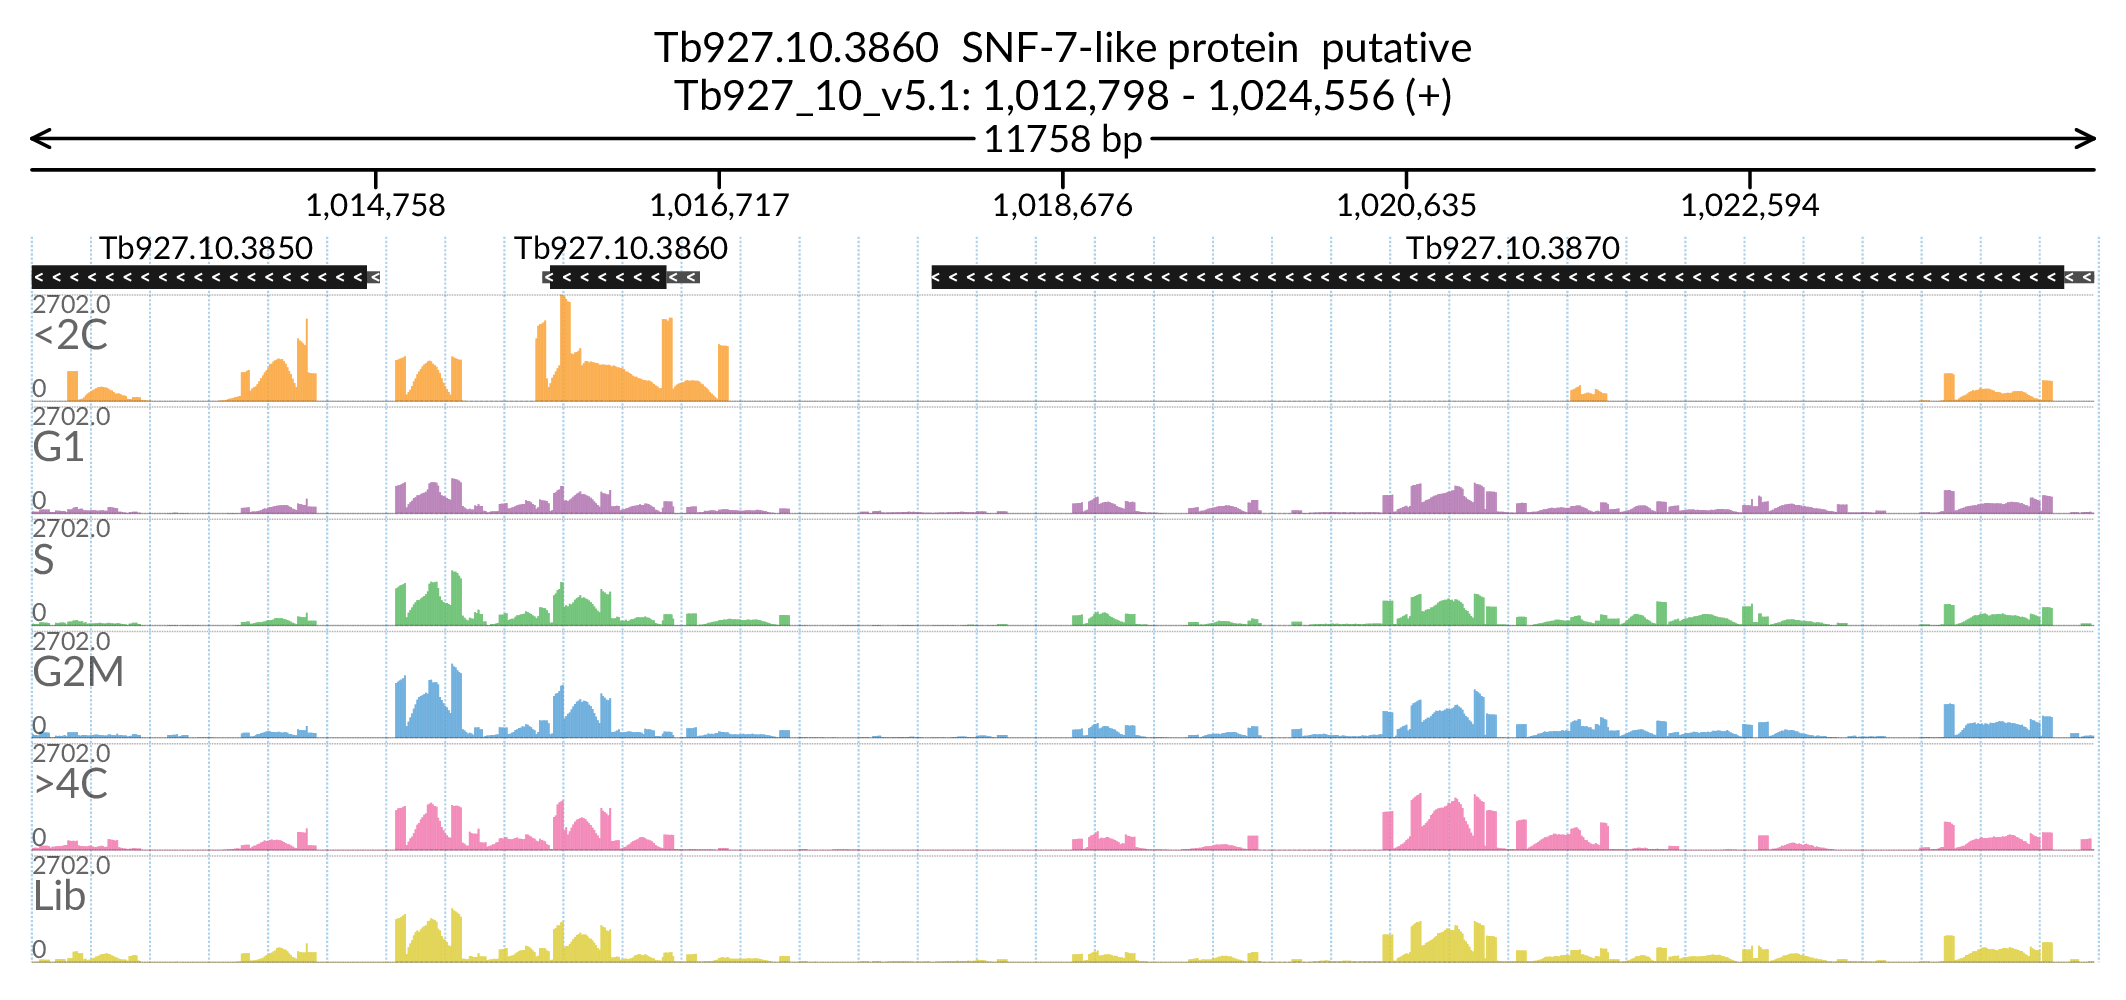 Tb927.10.3860 SNF-7-like protein putative
Tb927_10_v5.1: 1,012,798 - 1,024,556 (+)
11758 bp
1,014,758 1,016,717 1,018,676 1,020,635 1,022,594
Tb927.10.3850 Tb927.10.3860 Tb927.10.3870
2702.0
<2C
0
2702.0
G1
0
2702.0
S
0
2702.0
G2M
0
2702.0
>4C
0
2702.0
Lib
0